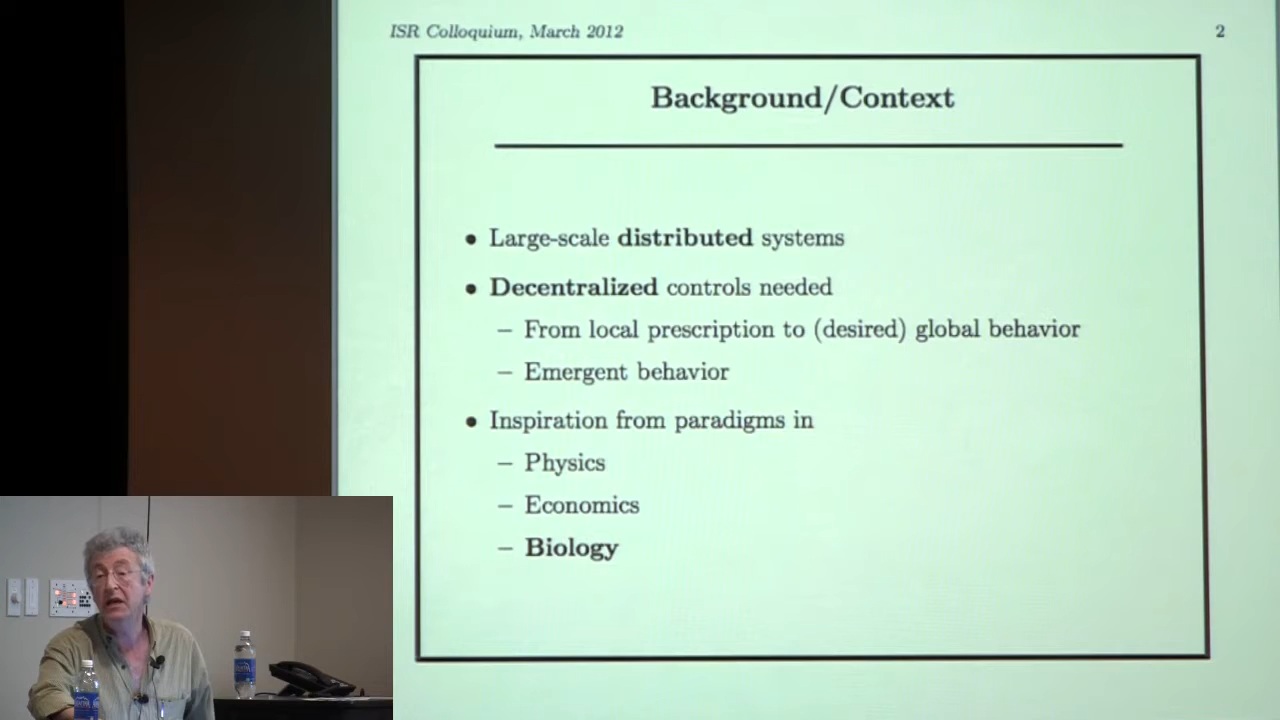 ISR Colloquium, March 2012
2
Background/Context
• Large-scale distributed systems
• Decentralized controls needed
– From local prescription to (desired) global behavior
– Emergent behavior
• Inspiration from paradigms in
– Physics
– Economics
– Biology